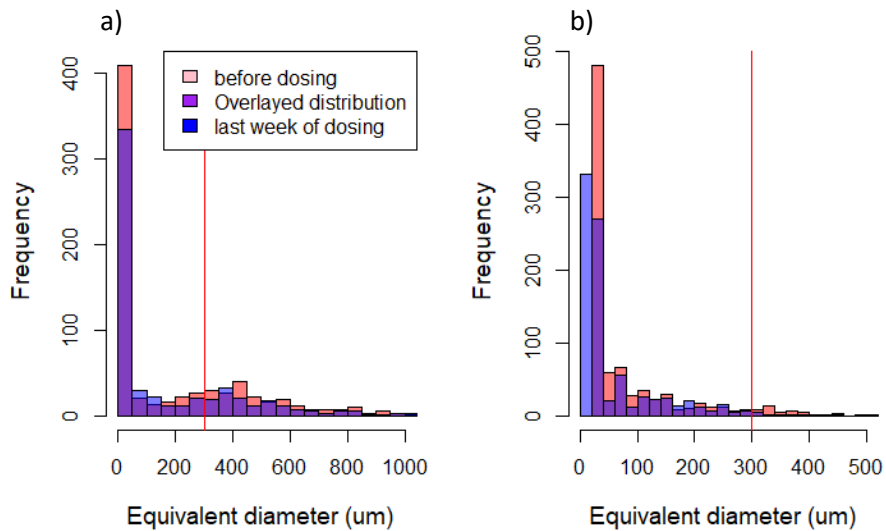 a)
before dosing
Overlayed distribution
last week of dosing
Frequency
0 100 200 300 400
0 200 400 600 800 1000
Equivalent diameter (um)
b)
Frequency
0 100 200 300 400 500
0 100 200 300 400 500
Equivalent diameter (um)